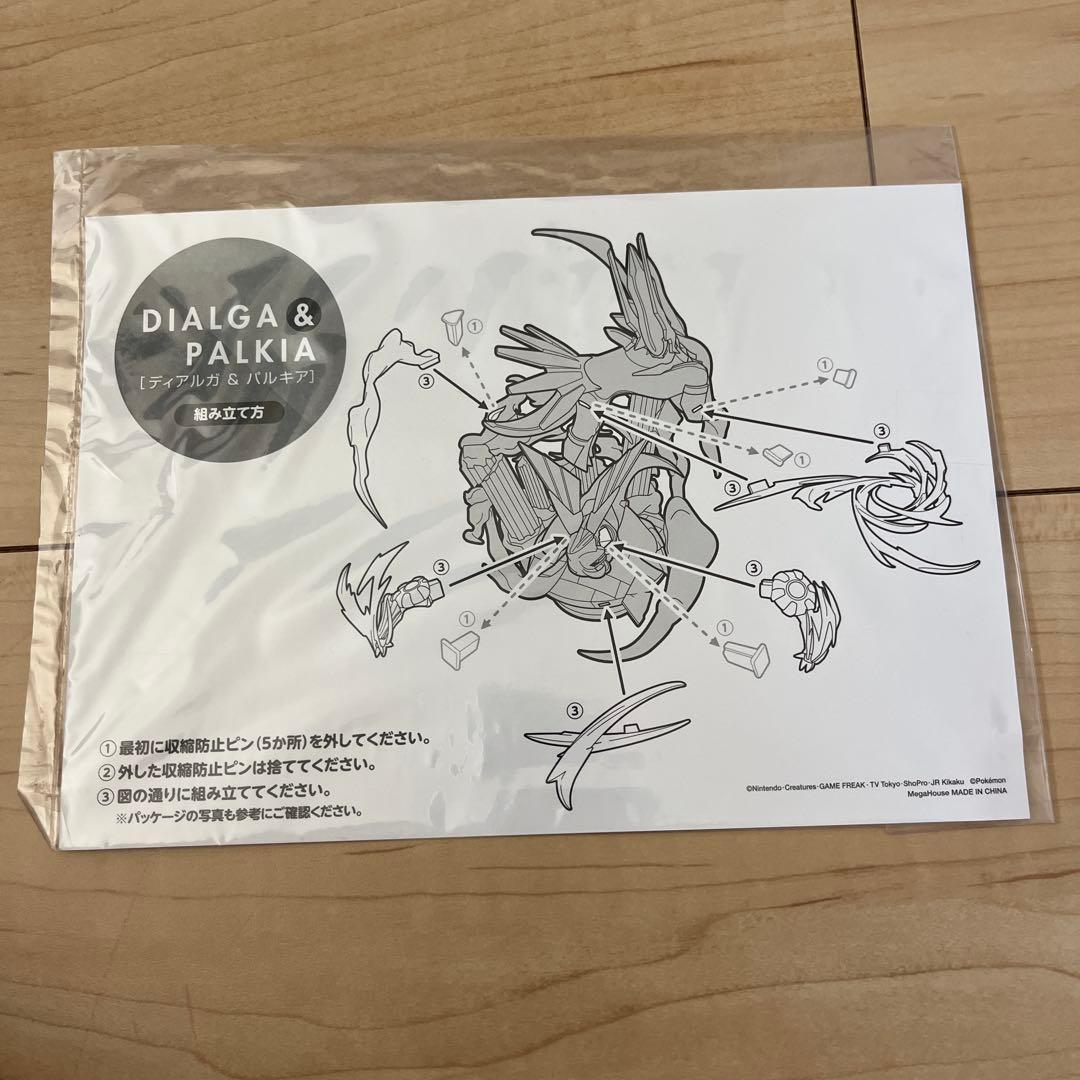 DIALGA &
PALKIA
[ディアルガ & パルキア]
組み立て方
①
③
①
③
①
③
③
③
①
①
③
①最初に収縮防止ピン(5か所)を外してください。
②外した収縮防止ピンは捨ててください。
③図の通りに組み立ててください。
※パッケージの写真も参考にご確認ください。
©Nintendo・Creatures・GAME FREAK・TV Tokyo・ShoPro・JR Kikaku ©Pokémon
MegaHouse MADE IN CHINA